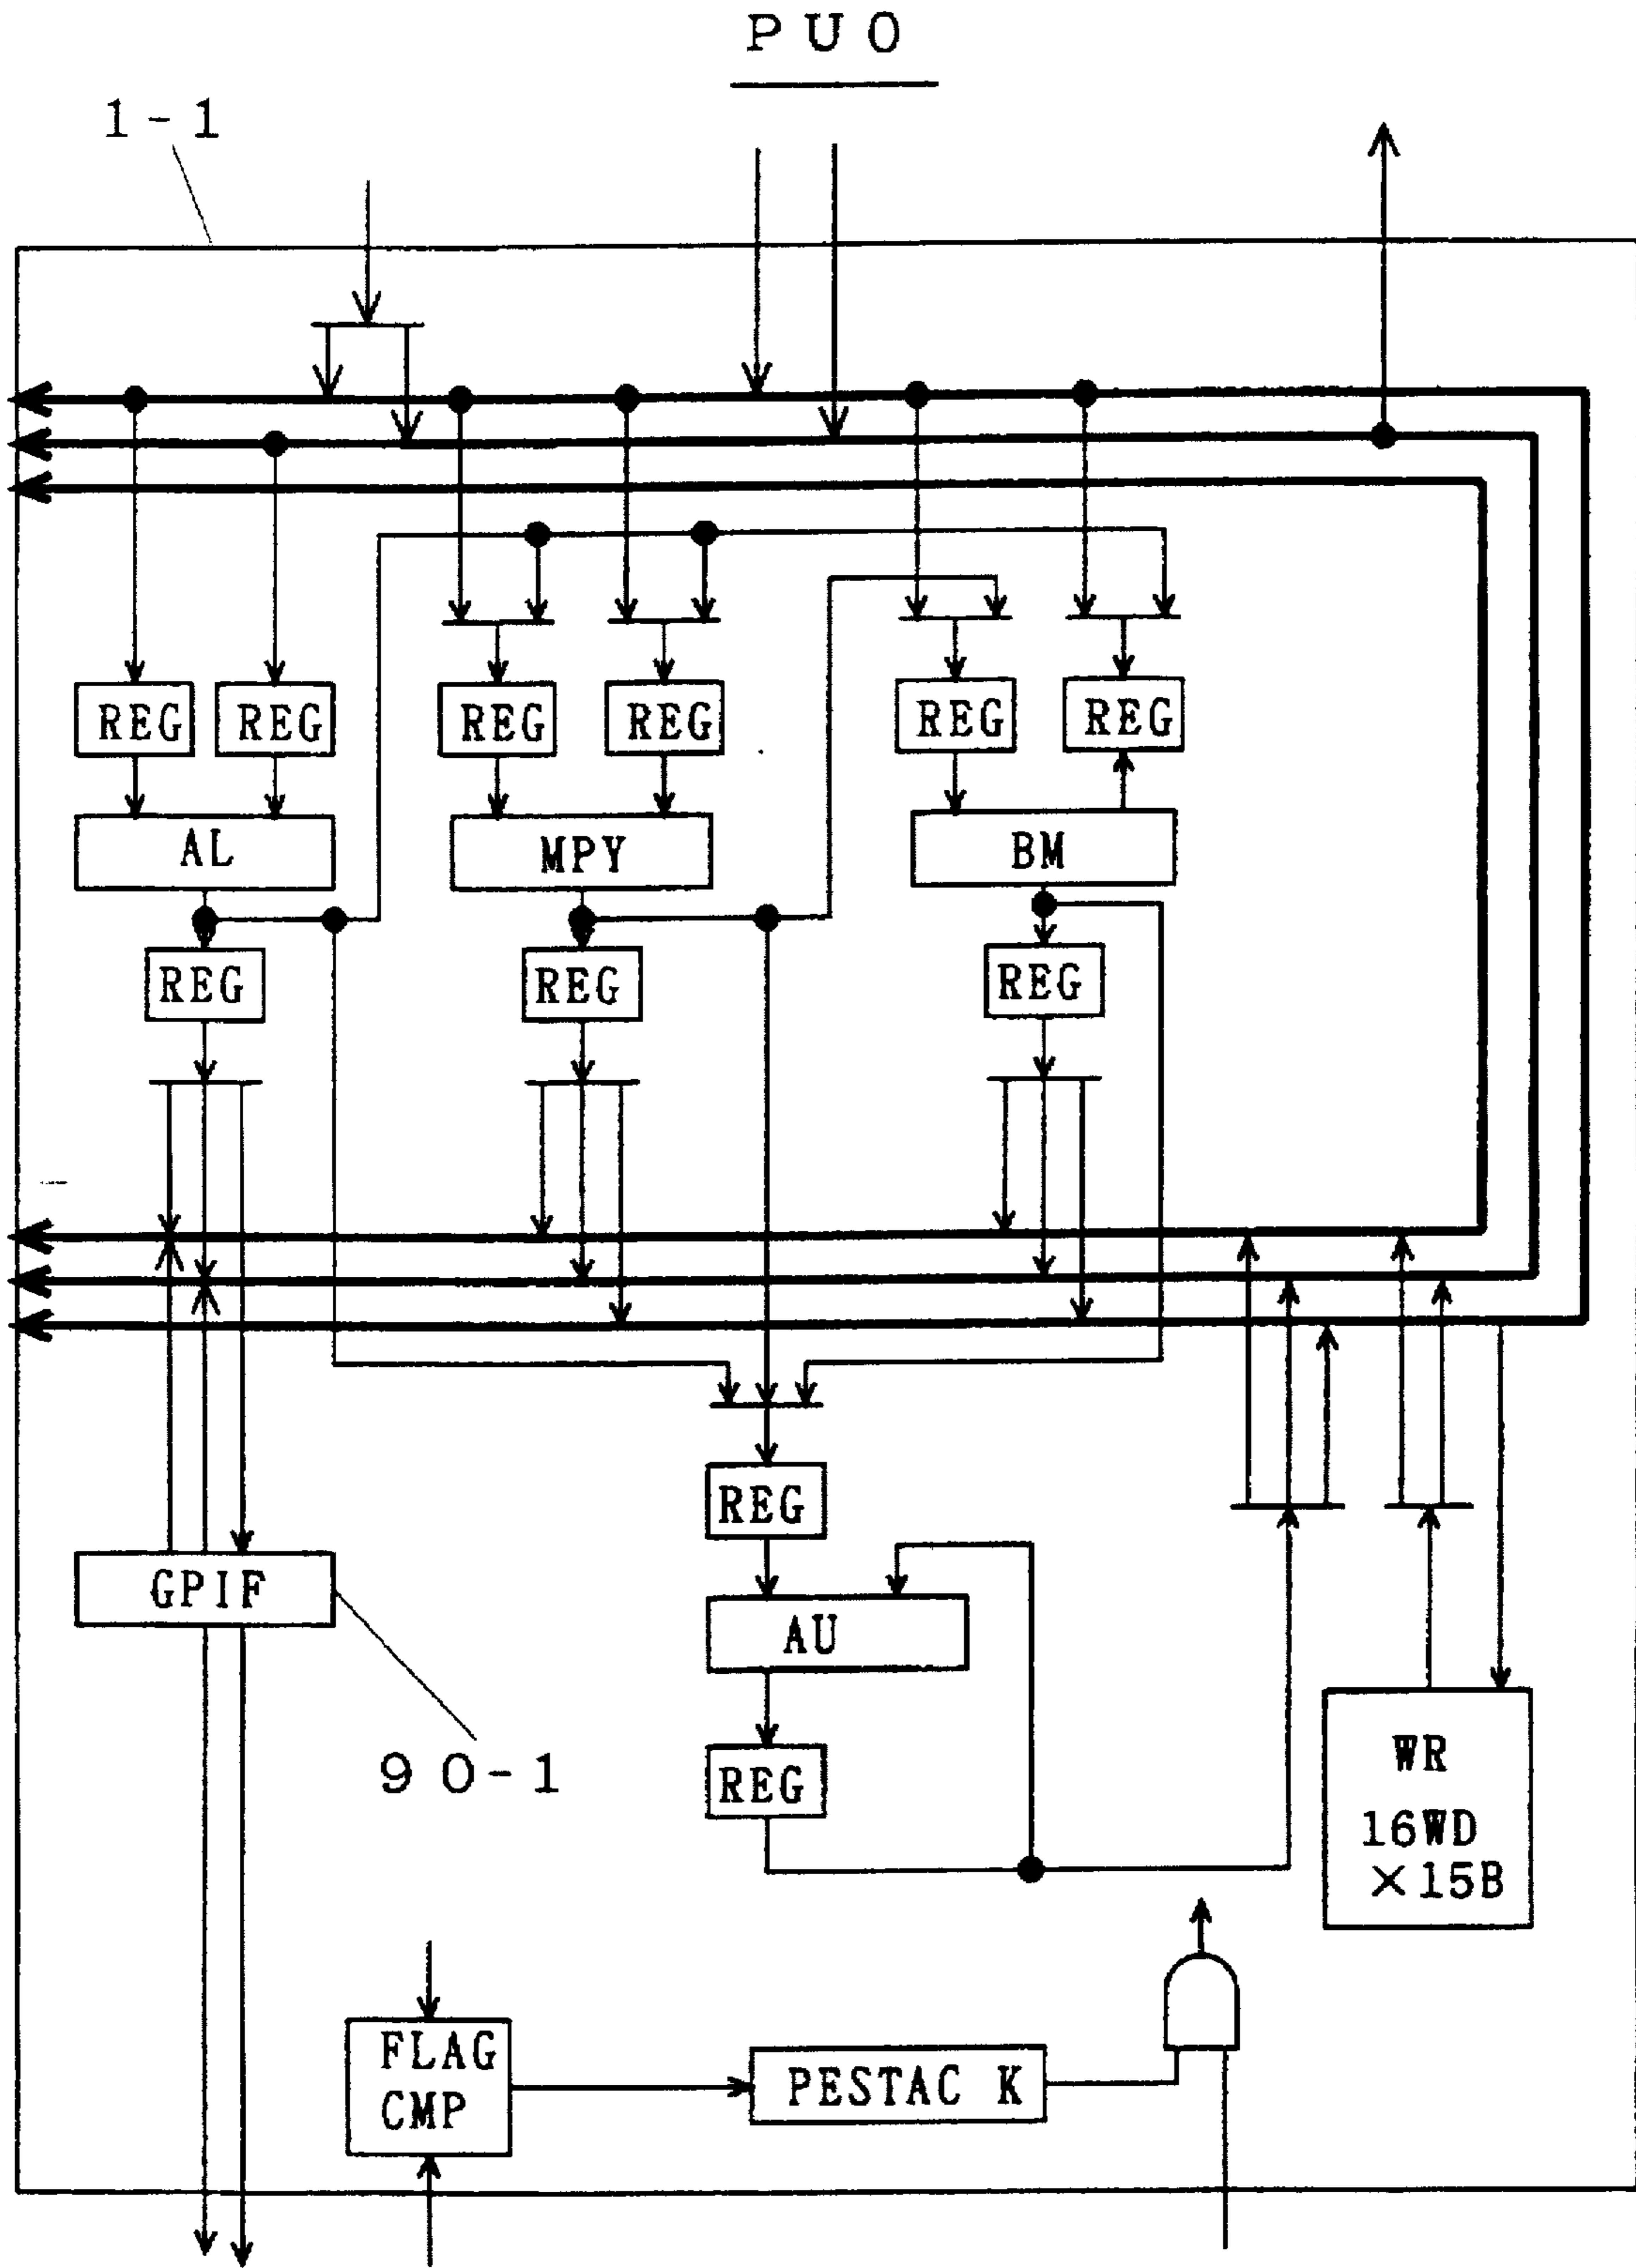 PU0
1-1
REG REG REG REG REG REG
AL MPY BM
REG REG REG
REG
GPIF
AU
90-1
REG
WR
16WD
×15B
FLAG
CMP
PESTAC K